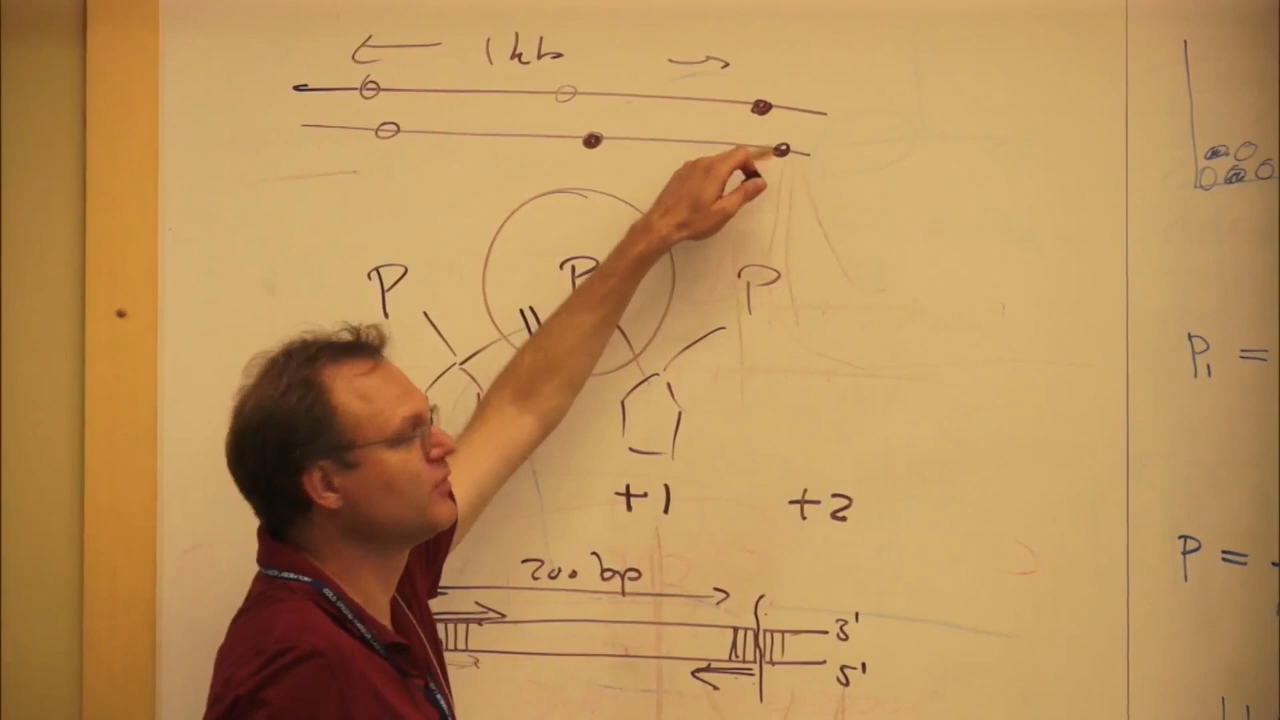 1kb
P P P
+1 +2
200 bp
3'
5'
P₁ =
P =